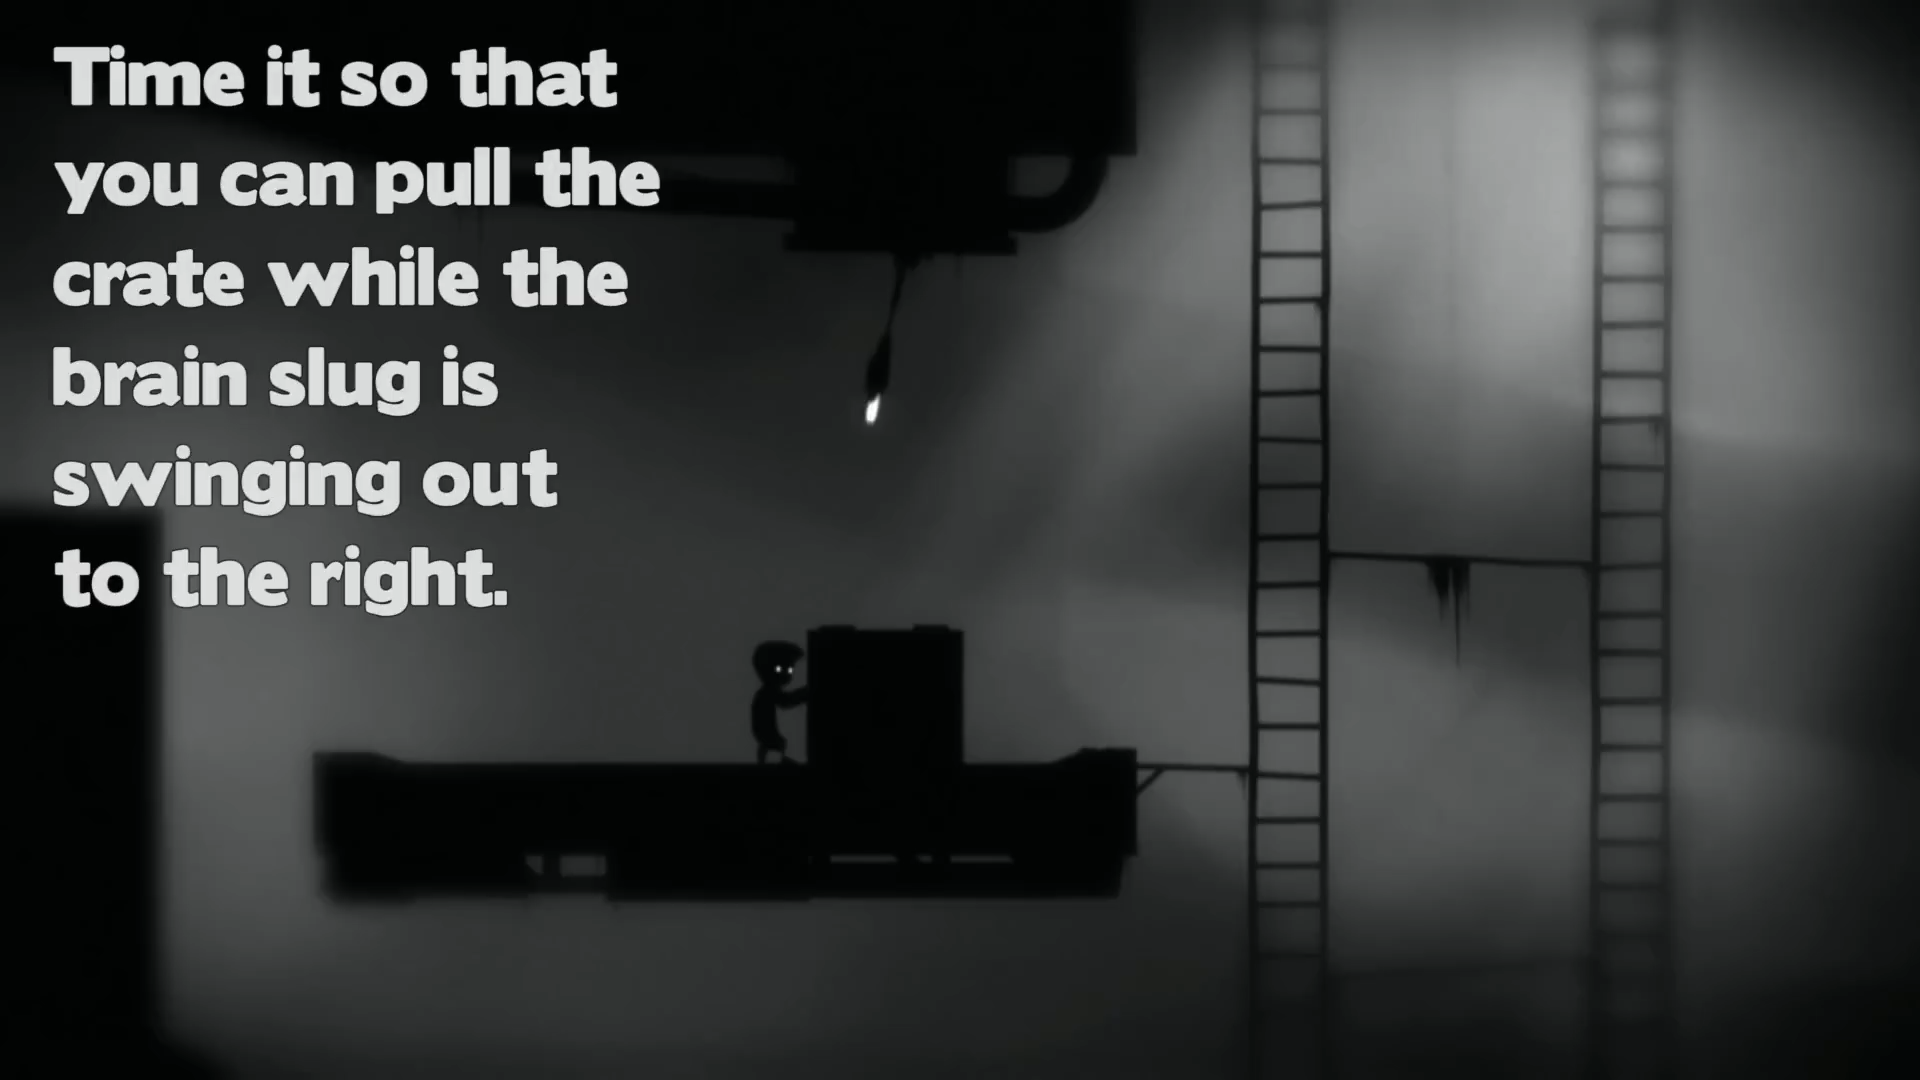 Time it so that
you can pull the
crate while the
brain slug is
swinging out
to the right.